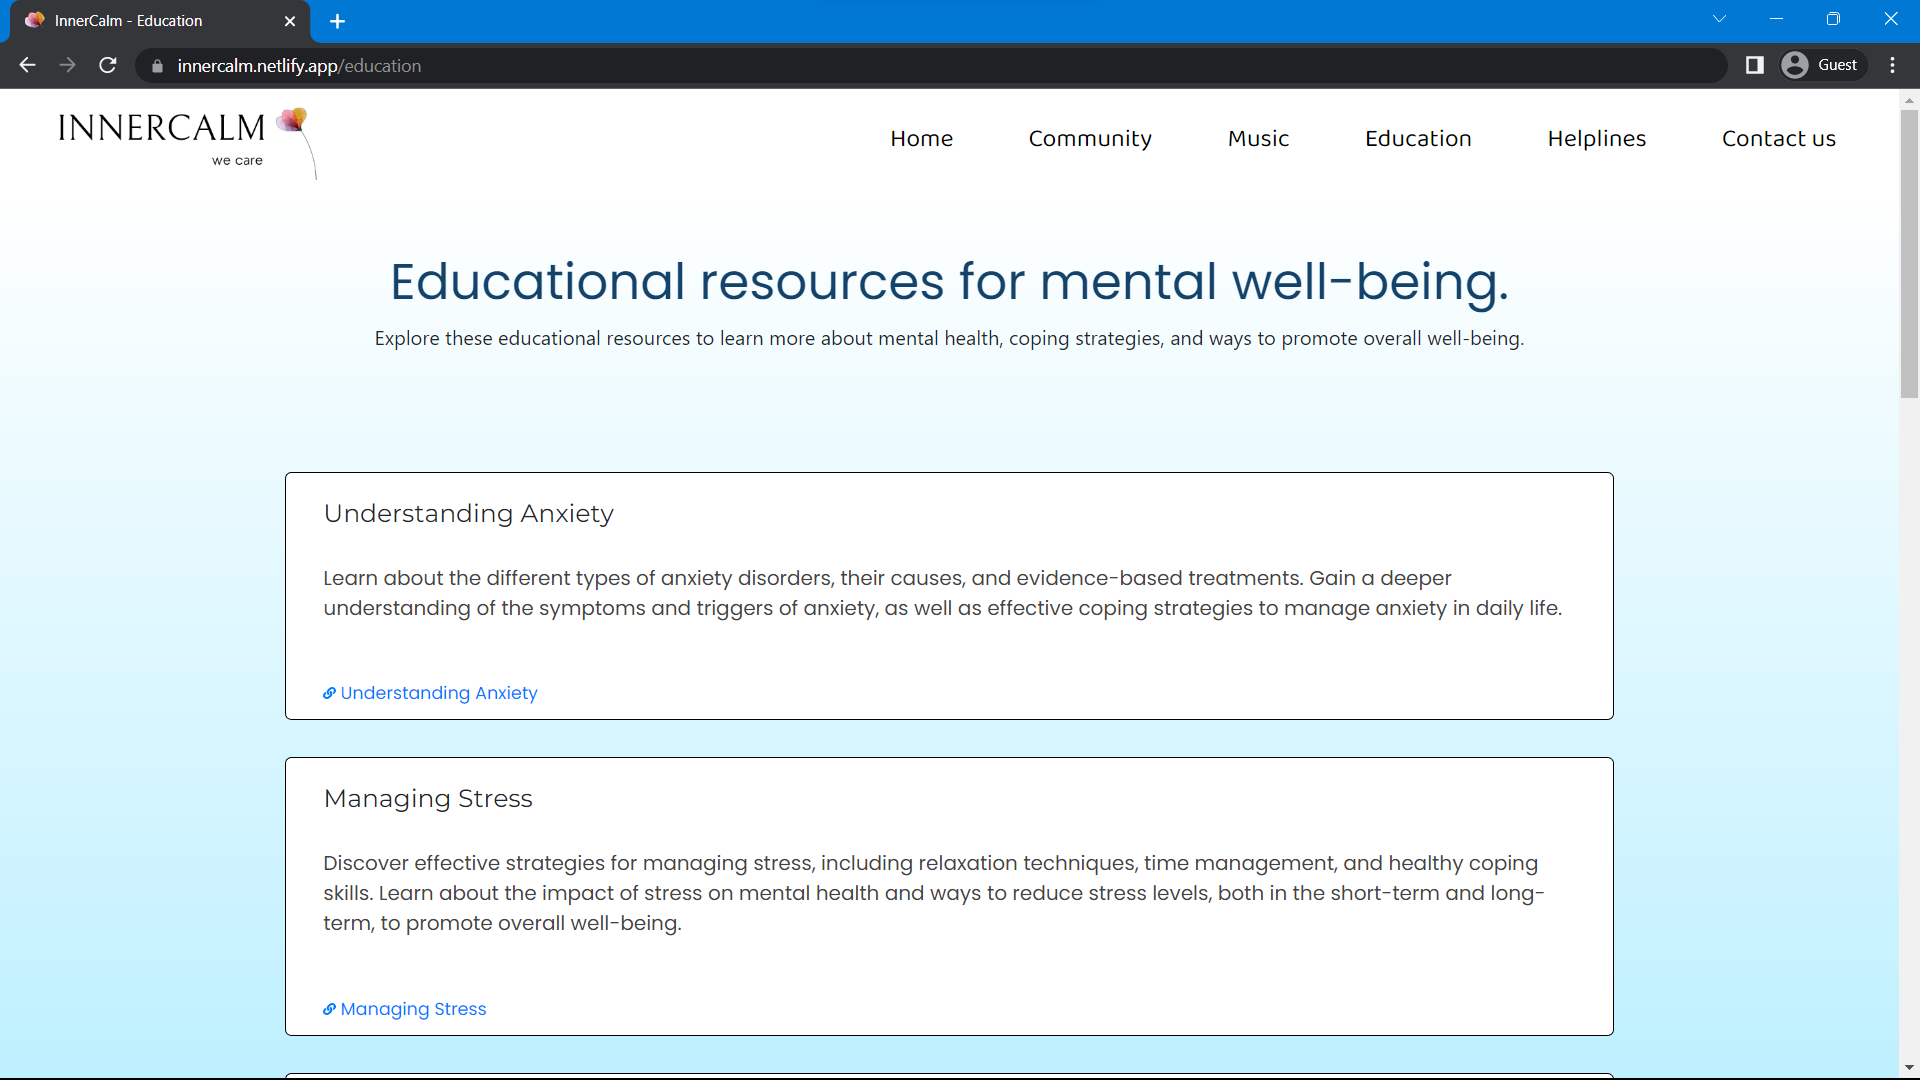 InnerCalm - Education
innercalm.netlify.app/education
Guest
INNERCALM
we care
Home
Community
Music
Education
Helplines
Contact us
Educational resources for mental well-being.
Explore these educational resources to learn more about mental health, coping strategies, and ways to promote overall well-being.
Understanding Anxiety
Learn about the different types of anxiety disorders, their causes, and evidence-based treatments. Gain a deeper
understanding of the symptoms and triggers of anxiety, as well as effective coping strategies to manage anxiety in daily life.
Understanding Anxiety
Managing Stress
Discover effective strategies for managing stress, including relaxation techniques, time management, and healthy coping
skills. Learn about the impact of stress on mental health and ways to reduce stress levels, both in the short-term and long-
term, to promote overall well-being.
Managing Stress